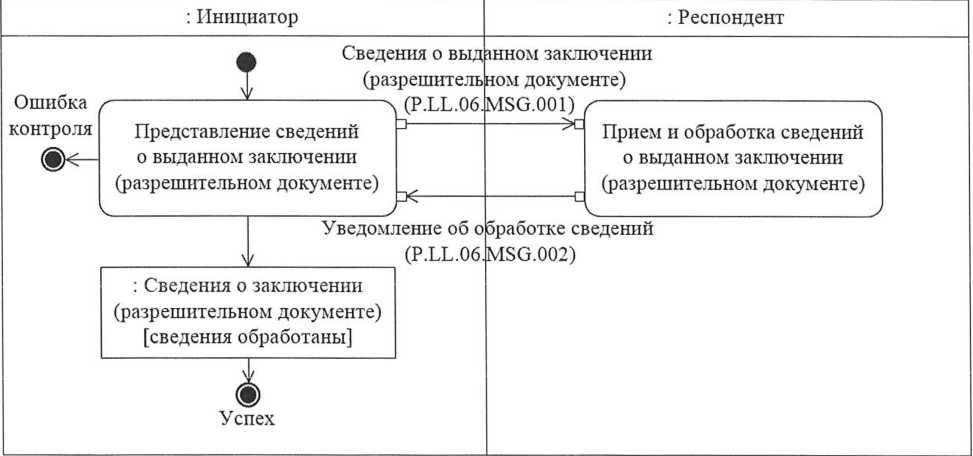 : Инициатор
: Респондент
Сведения о выданном заключении
(разрешительном документе)
(P.LL.06.MSG.001)
Ошибка
контроля
Представление сведений
о выданном заключении
(разрешительном документе)
Прием и обработка сведений
о выданном заключении
(разрешительном документе)
Уведомление об обработке сведений
(P.LL.06.MSG.002)
: Сведения о заключении
(разрешительном документе)
[сведения обработаны]
Успех